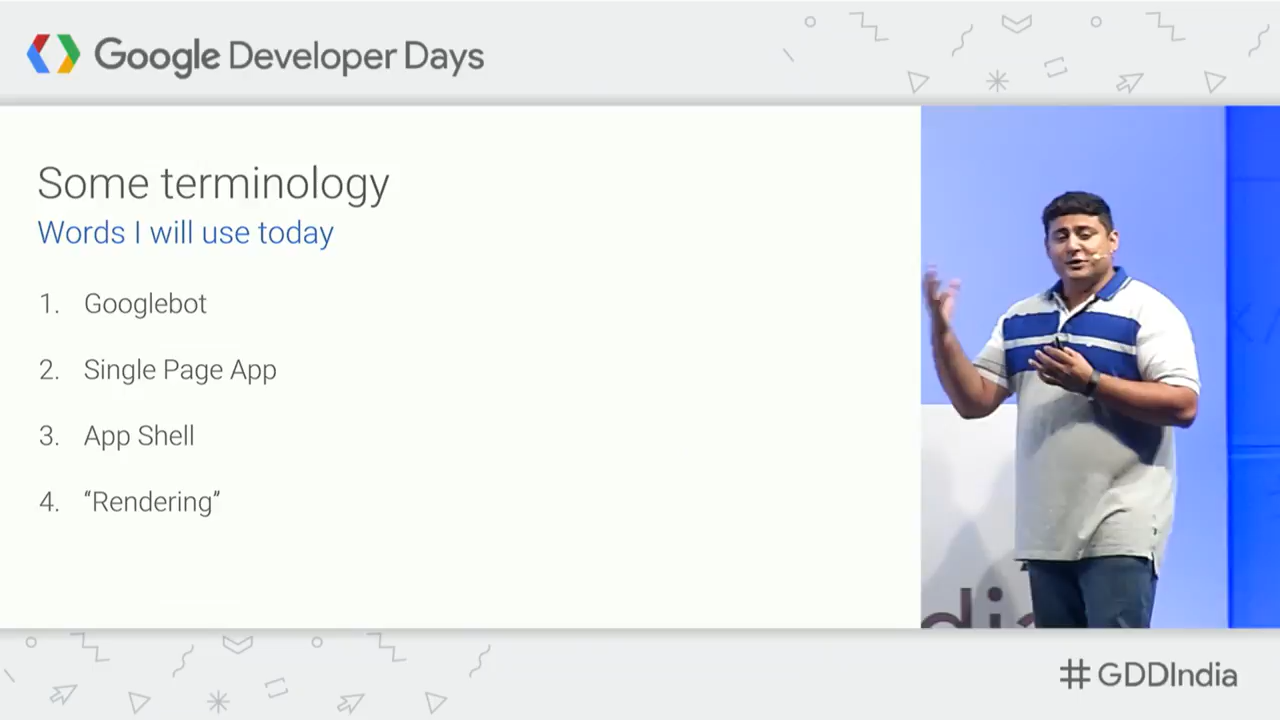 Google Developer Days
Some terminology
Words I will use today
1. Googlebot
2. Single Page App
3. App Shell
4. “Rendering”
#GDDIndia